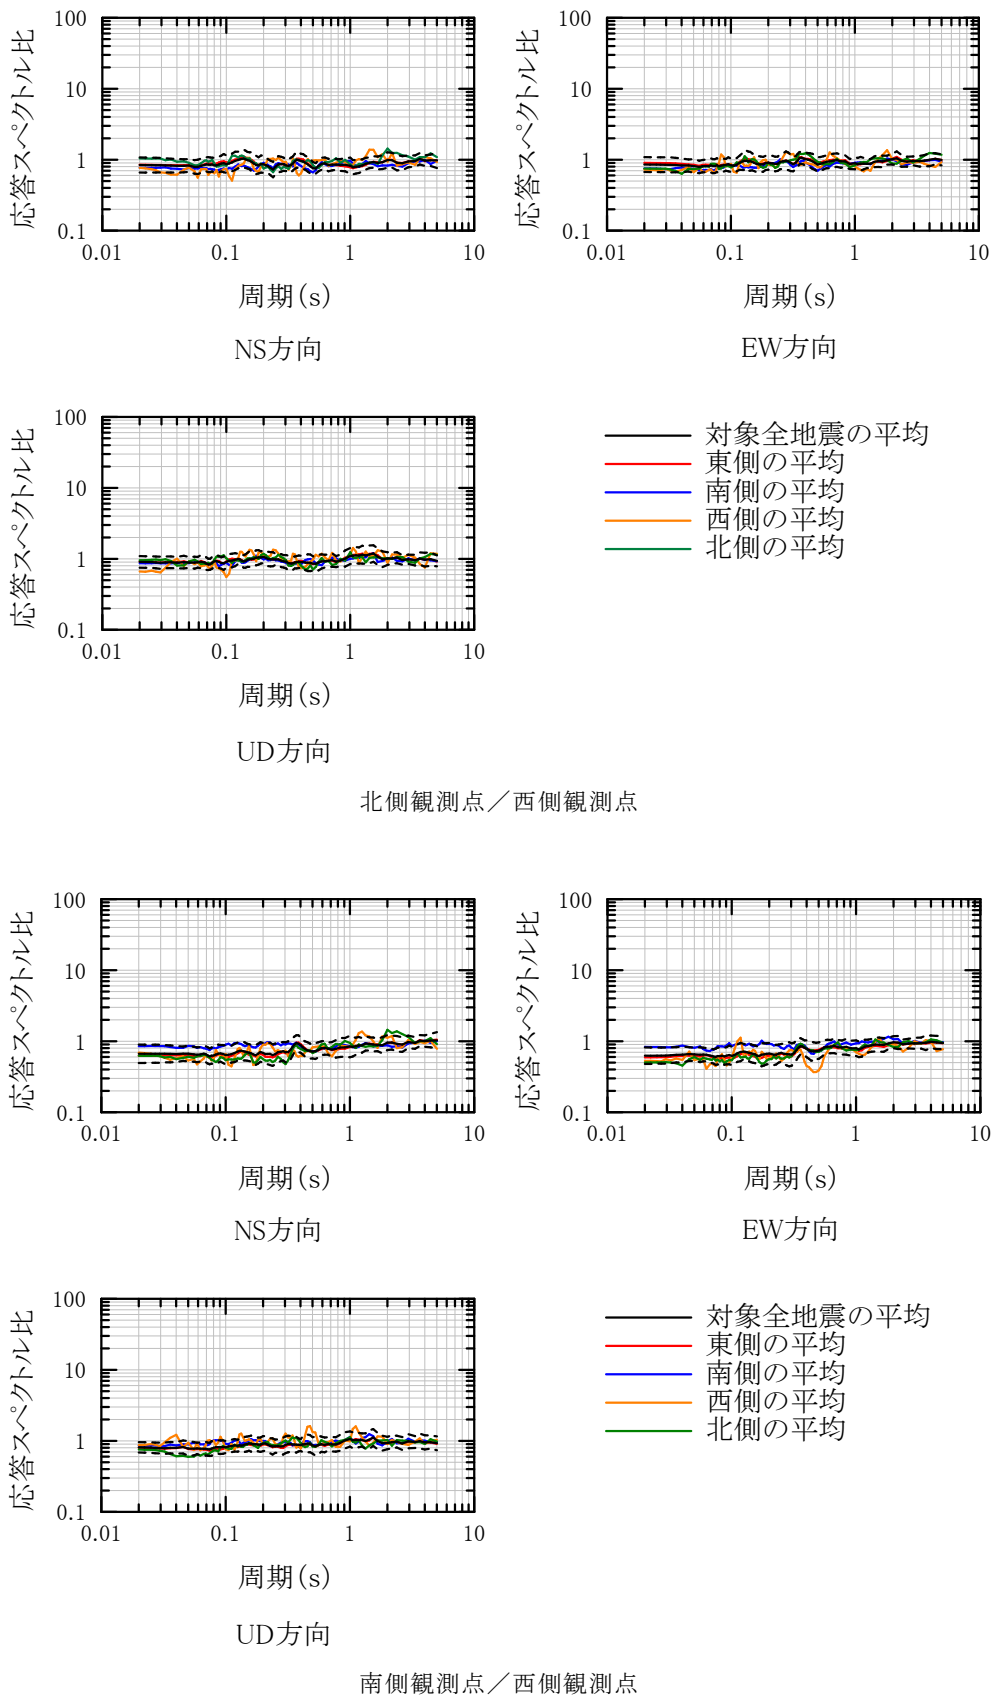 応答スペクトル比
100
10
1
0.1
0.01 0.1 1 10
周期(s)
NS方向
応答スペクトル比
100
10
1
0.1
0.01 0.1 1 10
周期(s)
EW方向
応答スペクトル比
100
10
1
0.1
0.01 0.1 1 10
周期(s)
UD方向
対象全地震の平均
東側の平均
南側の平均
西側の平均
北側の平均
北側観測点／西側観測点
応答スペクトル比
100
10
1
0.1
0.01 0.1 1 10
周期(s)
NS方向
応答スペクトル比
100
10
1
0.1
0.01 0.1 1 10
周期(s)
EW方向
応答スペクトル比
100
10
1
0.1
0.01 0.1 1 10
周期(s)
UD方向
対象全地震の平均
東側の平均
南側の平均
西側の平均
北側の平均
南側観測点／西側観測点